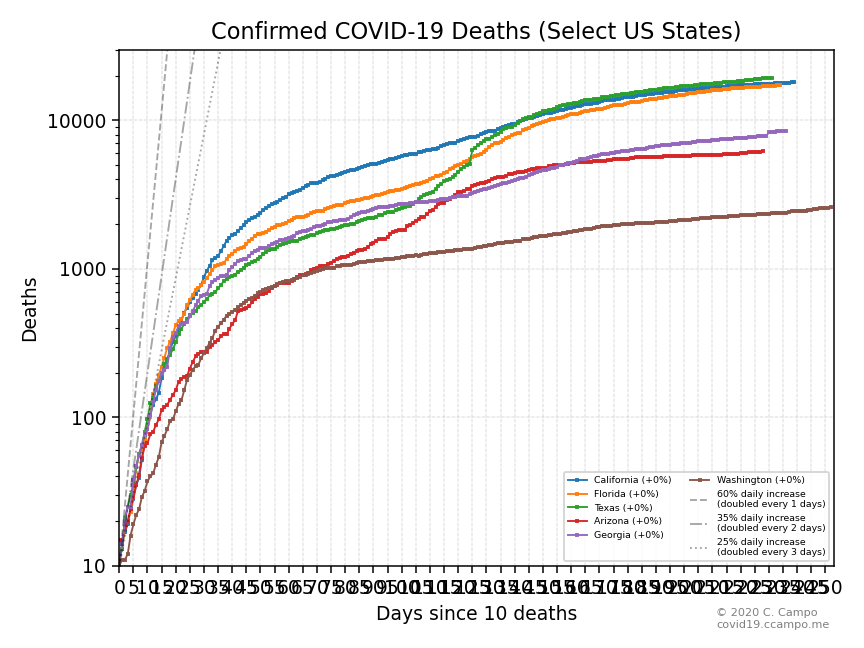 Confirmed COVID-19 Deaths (Select US States)
Deaths
10000
1000
100
10
California (+0%)
Florida (+0%)
Texas (+0%)
Arizona (+0%)
Georgia (+0%)
Washington (+0%)
60% daily increase
(doubled every 1 days)
35% daily increase
(doubled every 2 days)
25% daily increase
(doubled every 3 days)
Days since 10 deaths
© 2020 C. Campo
covid19.ccampo.me